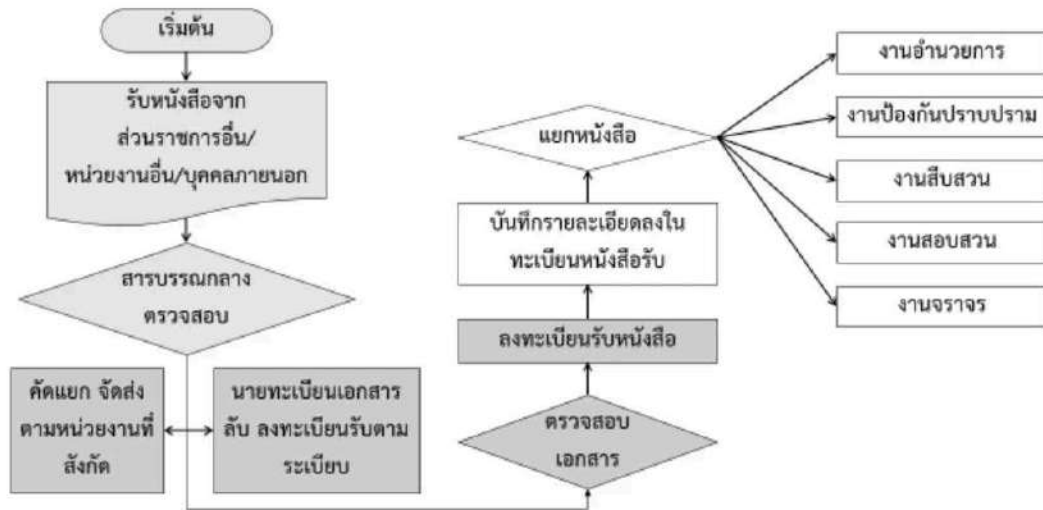 เริ่มต้น
รับหนังสือจาก
ส่วนราชการอื่น/
หน่วยงานอื่น/บุคคลภายนอก
สารบรรณกลาง
ตรวจสอบ
คัดแยก จัดส่ง
ตามหน่วยงานที่
สังกัด
นายทะเบียนเอกสาร
ลับ ลงทะเบียนรับตาม
ระเบียบ
ตรวจสอบ
เอกสาร
ลงทะเบียนรับหนังสือ
บันทึกรายละเอียดลงใน
ทะเบียนหนังสือรับ
แยกหนังสือ
งานอำนวยการ
งานป้องกันปราบปราม
งานสืบสวน
งานสอบสวน
งานจราจร